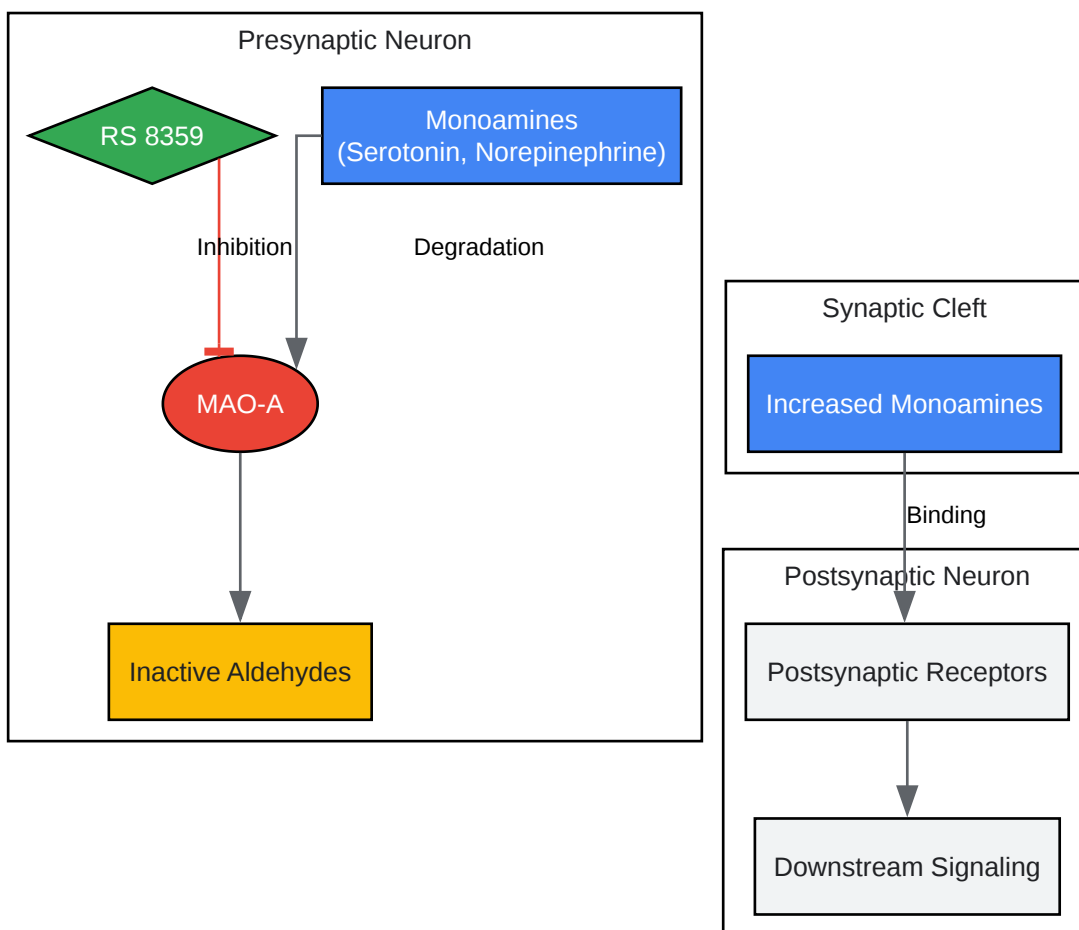 Presynaptic Neuron
RS 8359
Monoamines
(Serotonin, Norepinephrine)
Inhibition
Degradation
MAO-A
Inactive Aldehydes
Synaptic Cleft
Increased Monoamines
Binding
Postsynaptic Neuron
Postsynaptic Receptors
Downstream Signaling